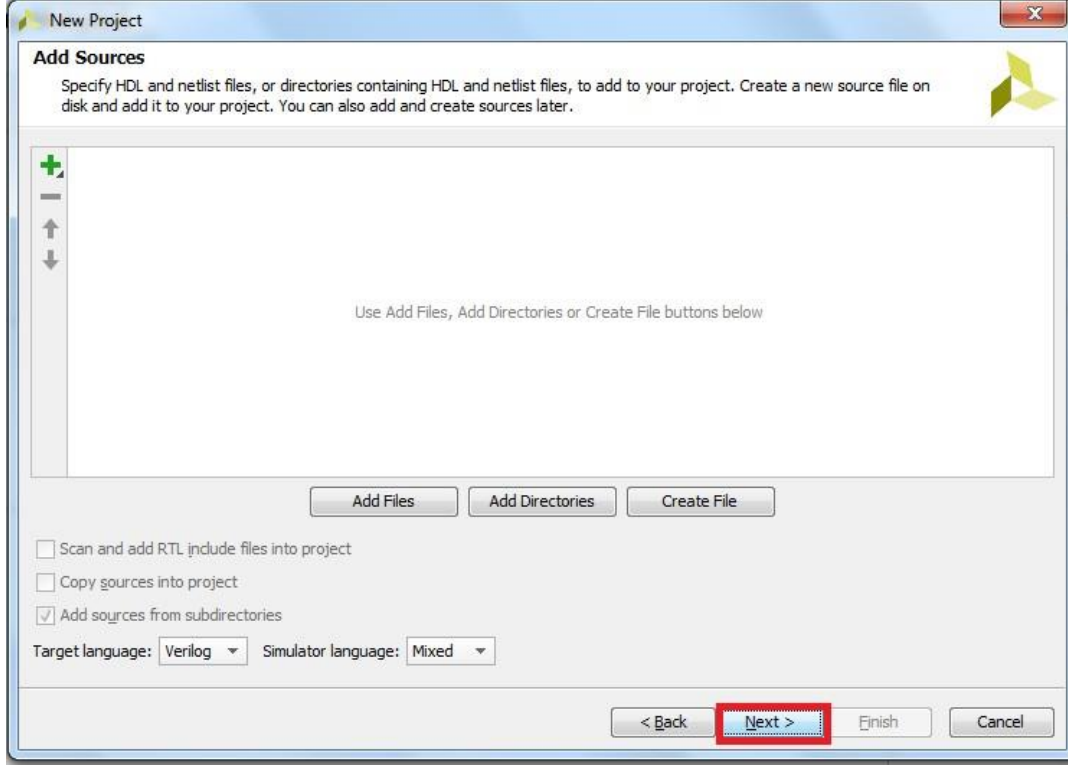 New Project
Add Sources
Specify HDL and netlist files, or directories containing HDL and netlist files, to add to your project. Create a new source file on
disk and add it to your project. You can also add and create sources later.
Use Add Files, Add Directories or Create File buttons below
Add Files
Add Directories
Create File
Scan and add RTL include files into project
Copy sources into project
Add sources from subdirectories
Target language: Verilog Simulator language: Mixed
< Back Next > Finish Cancel